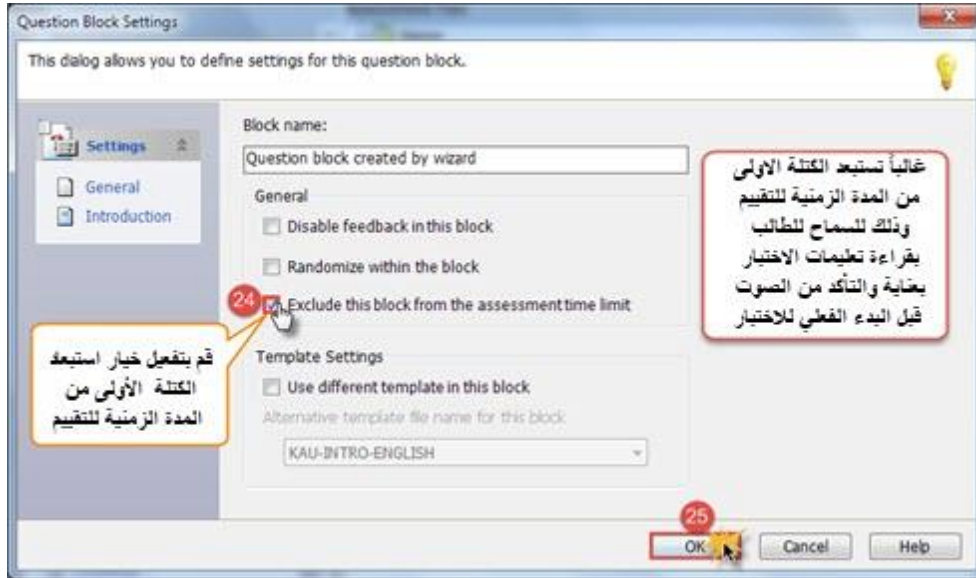 Question Block Settings
This dialog allows you to define settings for this question block.
Settings
General
Introduction
Block name:
Question block created by wizard
General
Disable feedback in this block
Randomize within the block
24
Exclude this block from the assessment time limit
Template Settings
Use different template in this block
Alternative template file name for this block
KAU-INTRO-ENGLISH
غالباً تستبعد الكتلة الاولى
من المدة الزمنية للتقييم
وذلك للسماح للطالب
بقراءة تعليمات الاختبار
بعناية والتأكد من الصوت
قبل البدء الفعلي للاختبار
قم بتفعيل خيار استبعاد
الكتلة الأولى من
المدة الزمنية للتقييم
25
OK
Cancel
Help